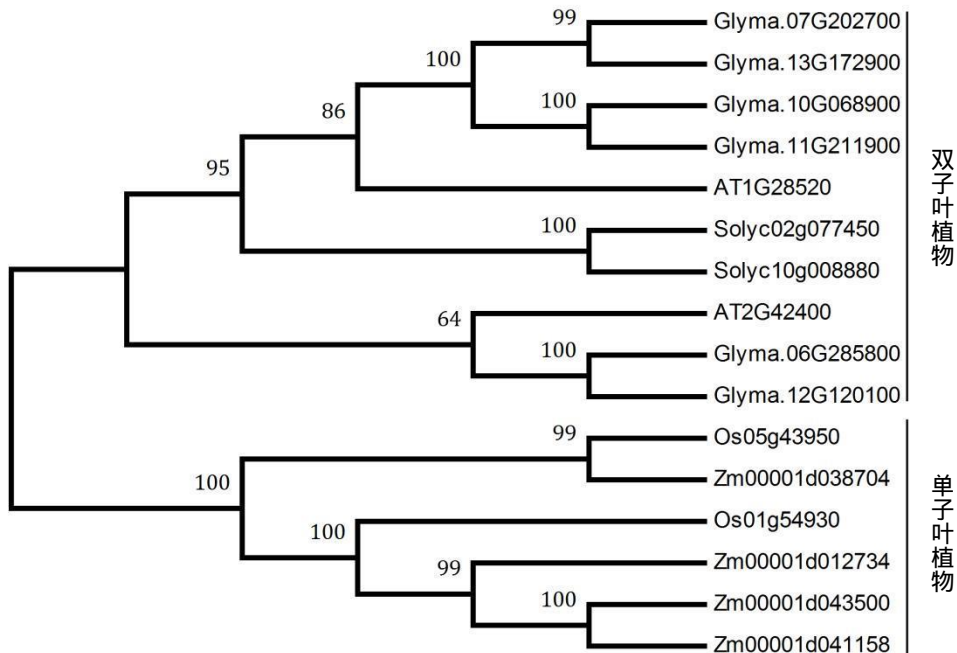 99
Glyma.07G202700
Glyma.13G172900
100
100
Glyma.10G068900
Glyma.11G211900
86
AT1G28520
95
100
Solyc02g077450
Solyc10g008880
64
AT2G42400
100
Glyma.06G285800
Glyma.12G120100
双子叶植物
99
Os05g43950
Zm00001d038704
100
Os01g54930
100
99
Zm00001d012734
100
Zm00001d043500
Zm00001d041158
单子叶植物